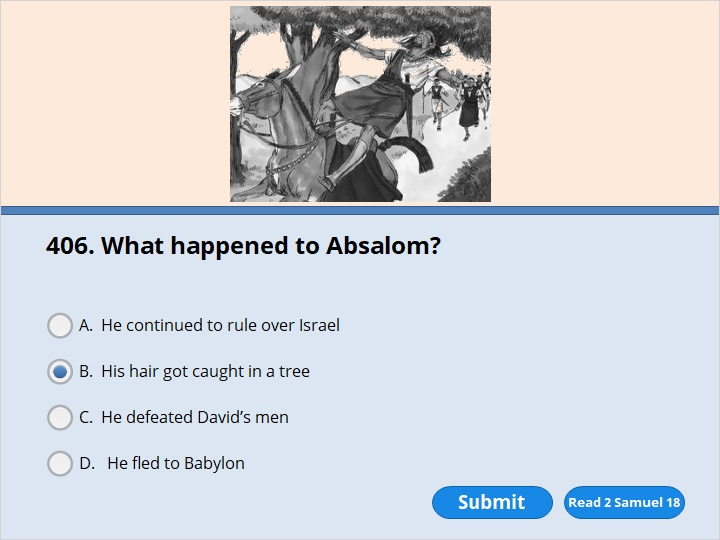 406. What happened to Absalom?
A. He continued to rule over Israel
B. His hair got caught in a tree
C. He defeated David’s men
D. He fled to Babylon
Submit
Read 2 Samuel 18